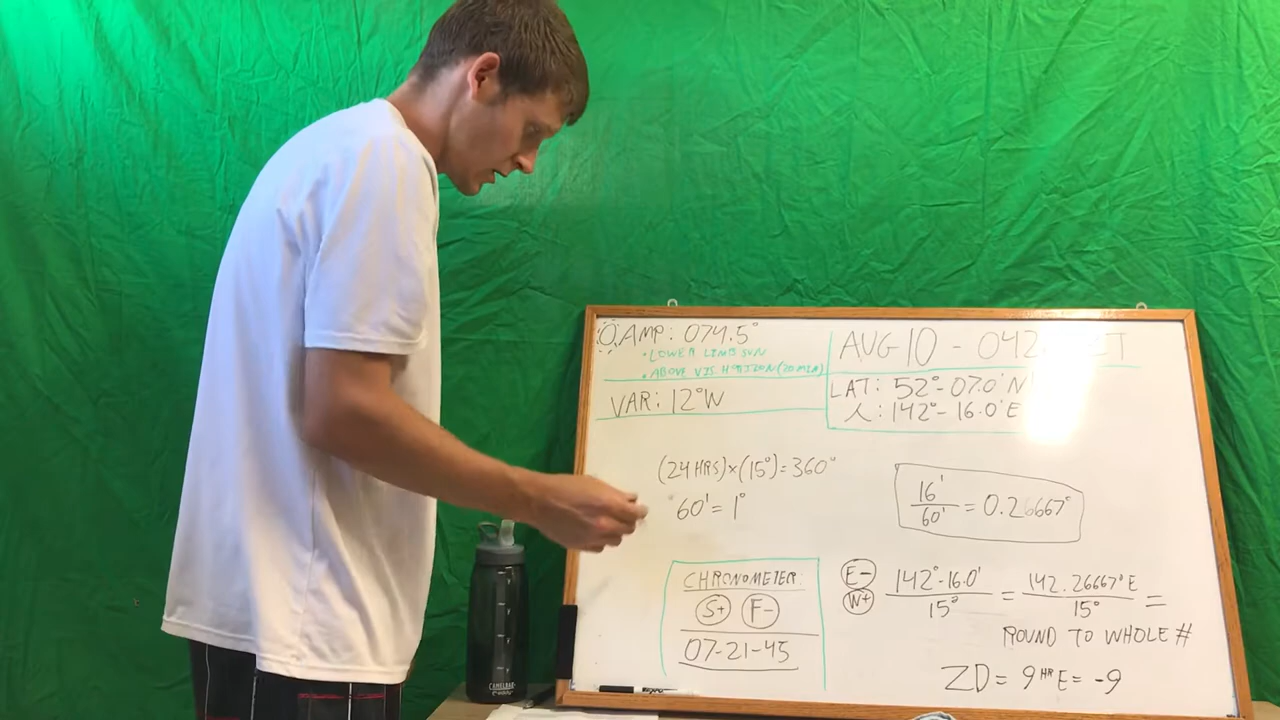 AMP: 074.5°
• LOWER LIMB SUN
• ABOVE VIS HORIZON (20 MIN)
VAR: 12°W
AUG 10 - 042
LAT: 52°-07.0'N
λ: 142°-16.0'E
(24 HRS)×(15°)=360°
60'=1°
16'/60' = 0.26667°
CHRONOMETER:
S+ F-
07-21-45
E-
W+
142°-16.0'/15° = 142.26667°E/15° =
ROUND TO WHOLE #
ZD = 9 HR E = -9
CAMELBAK